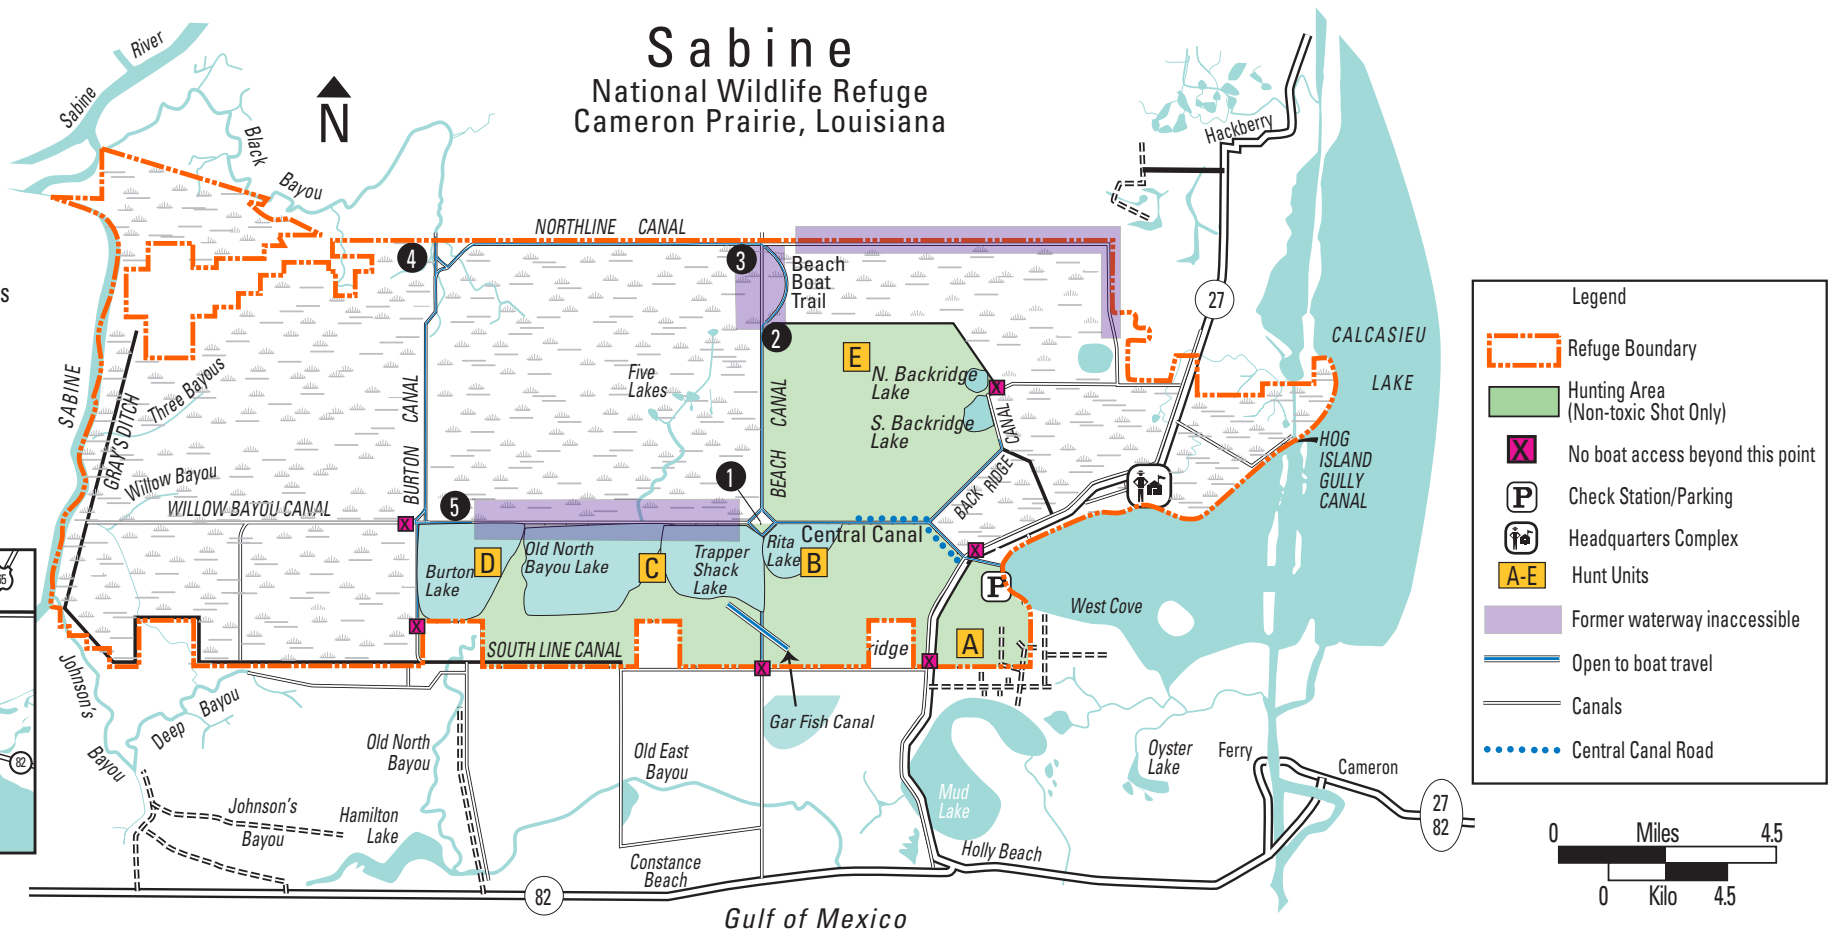 Sabine
National Wildlife Refuge
Cameron Prairie, Louisiana
N
Sabine
River
Black
Bayou
Hackberry
NORTHLINE CANAL
4
3
2
1
5
Beach
Boat
Trail
27
CALCASIEU
LAKE
E
N. Backridge
Lake
S. Backridge
Lake
Five
Lakes
SABINE
GRAY'S DITCH
Three Bayous
Willow Bayou
WILLOW BAYOU CANAL
BURTON CANAL
BEACH CANAL
CANAL
BACK RIDGE
HOG
ISLAND
GULLY
CANAL
Central Canal
Rita
Lake
B
Trapper
Shack
Lake
C
Old North
Bayou Lake
D
Burton
Lake
P
West Cove
A
ridge
SOUTH LINE CANAL
Gar Fish Canal
Johnson's
Bayou
Deep Bayou
Old North
Bayou
Old East
Bayou
Johnson's
Bayou
Hamilton
Lake
Constance
Beach
Mud
Lake
Oyster
Lake
Ferry
Cameron
27
82
Holly Beach
82
Gulf of Mexico
s
82
Legend
Refuge Boundary
Hunting Area
(Non-toxic Shot Only)
X No boat access beyond this point
P Check Station/Parking
Headquarters Complex
A-E Hunt Units
Former waterway inaccessible
Open to boat travel
Canals
Central Canal Road
0 Miles 4.5
0 Kilo 4.5